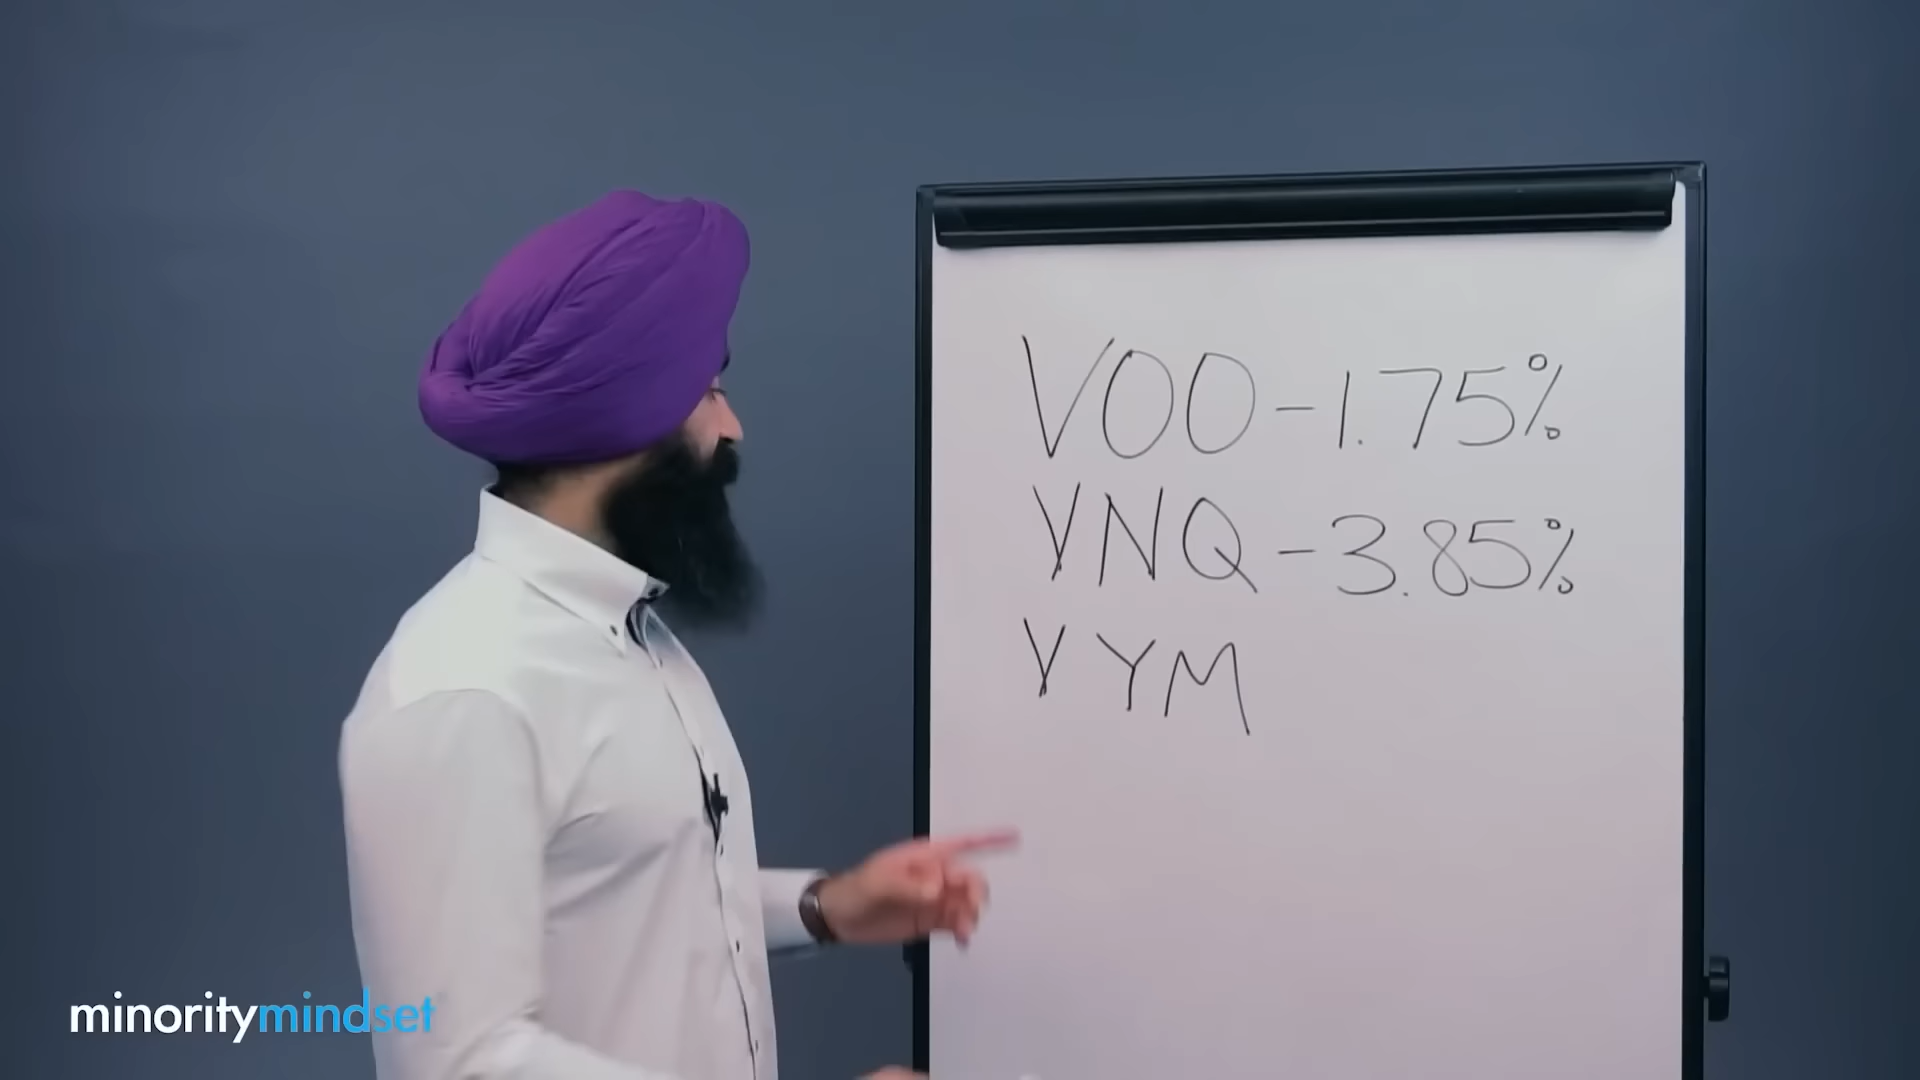 VOO - 1.75%
VNQ - 3.85%
VYM
minoritymindset